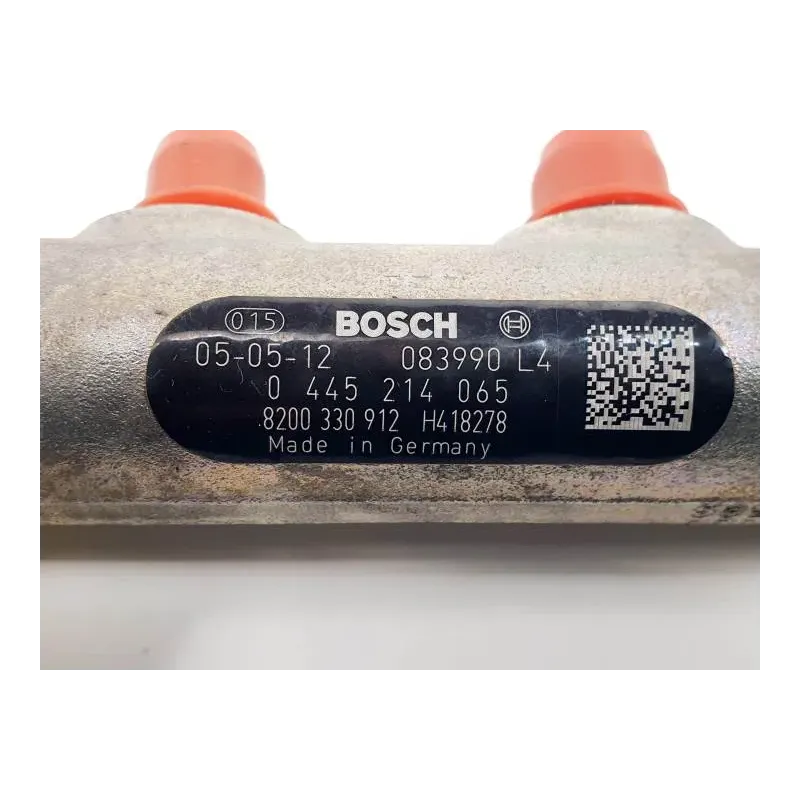 015 BOSCH
05-05-12 083990 L4
0 445 214 065
8200 330 912 H418278
Made in Germany